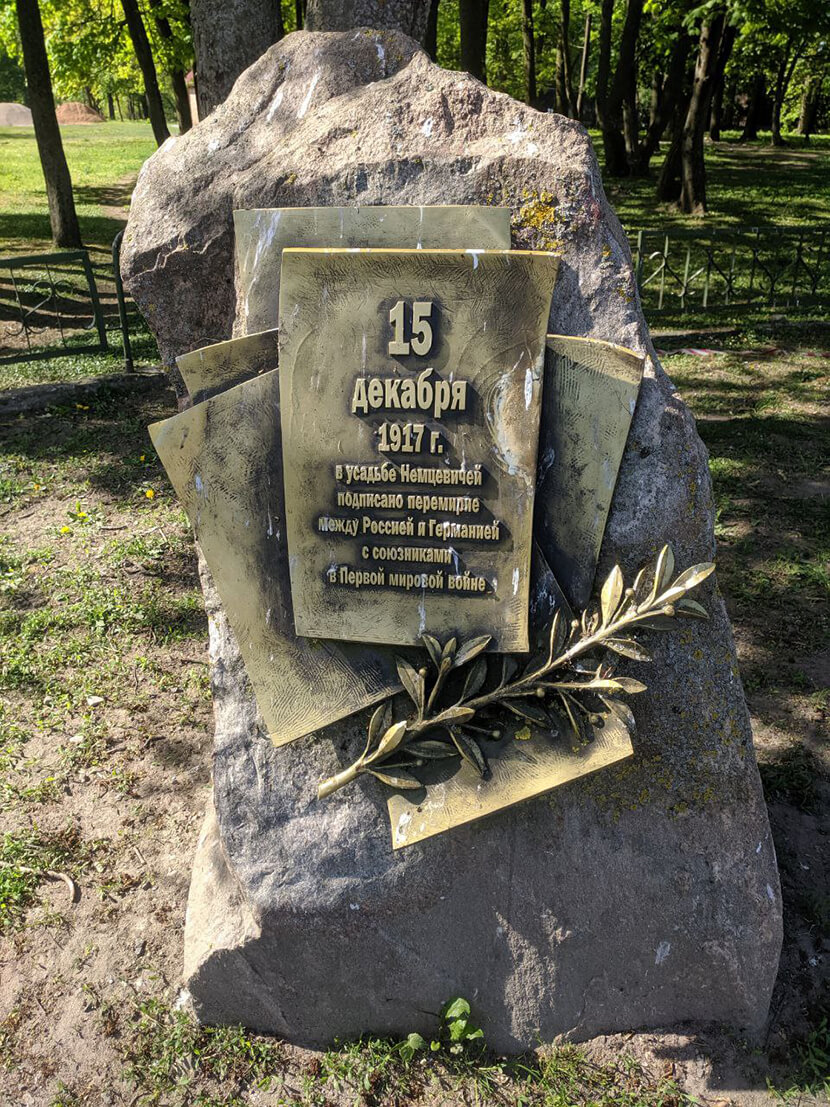 15
декабря
1917 г.
в усадьбе Немцевичей
подписано перемирие
между Россией и Германией
с союзниками
в Первой мировой войне